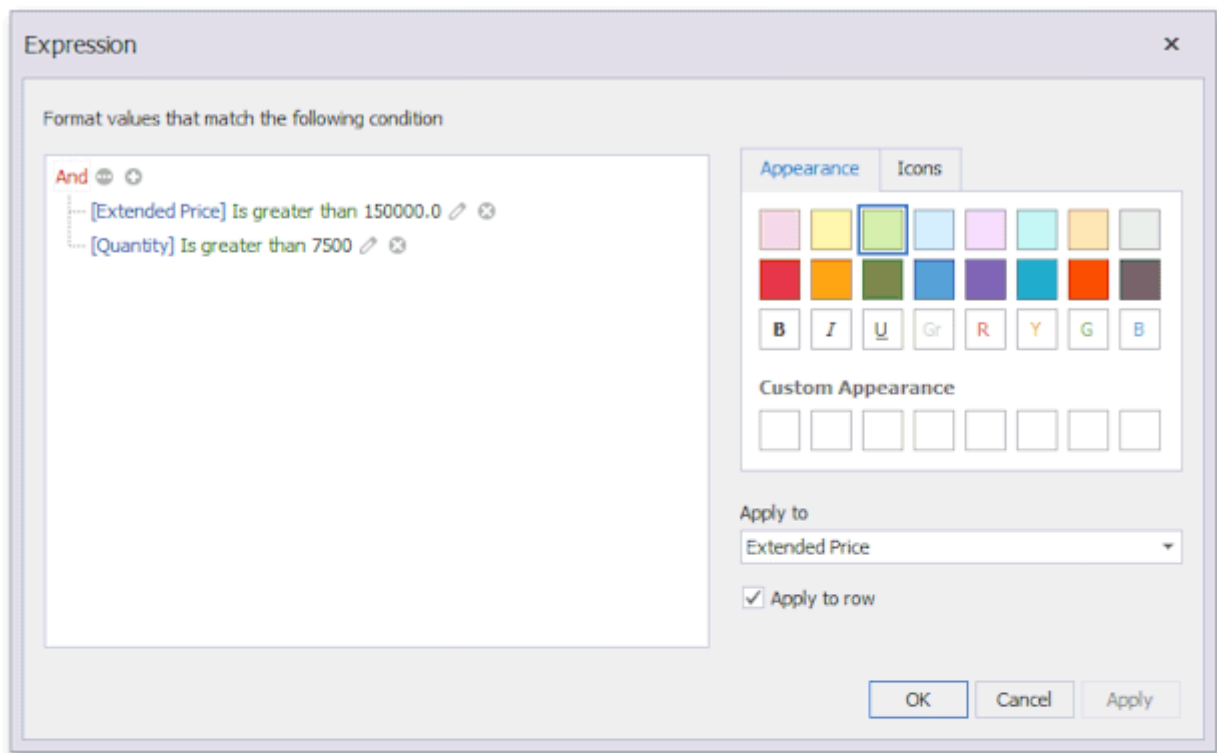 Expression
Format values that match the following condition
And
[Extended Price] Is greater than 150000.0
[Quantity] Is greater than 7500
Appearance Icons
B I U Gr R Y G B
Custom Appearance
Apply to
Extended Price
Apply to row
OK Cancel Apply